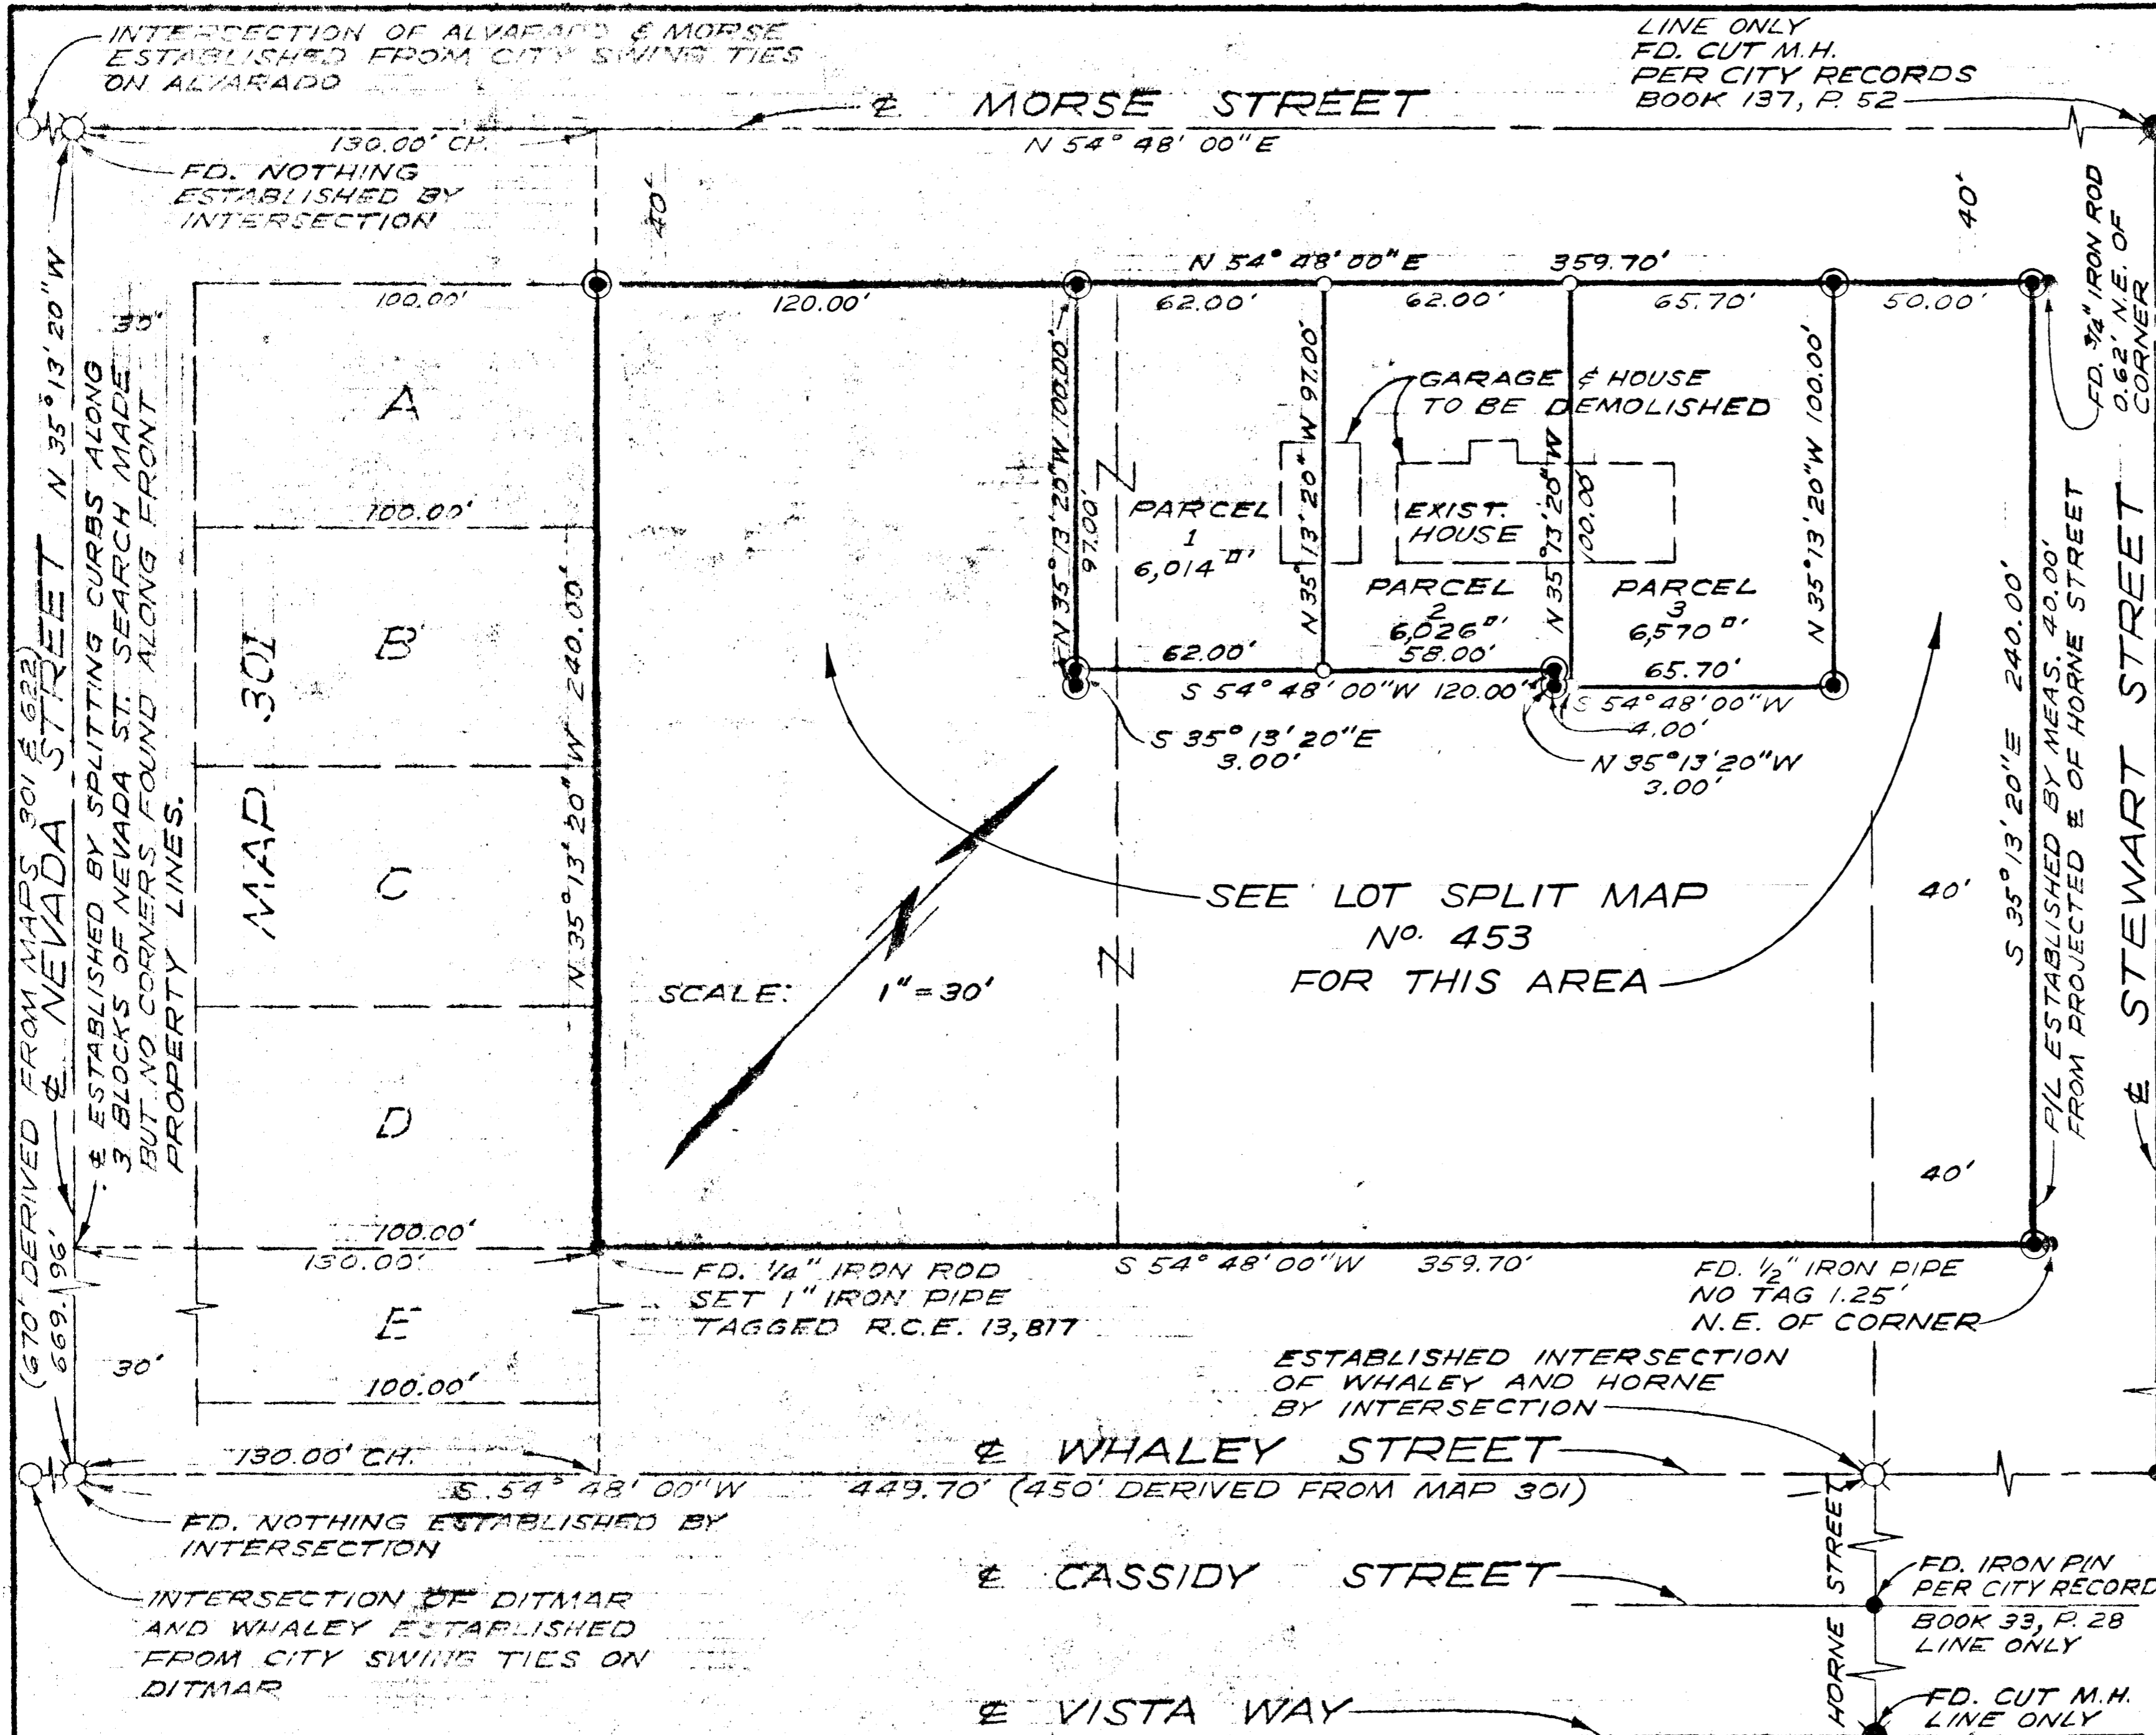 INTERSECTION OF ALVARADO & MORSE
ESTABLISHED FROM CITY SWING TIES
ON ALVARADO
LINE ONLY
FD. CUT M.H.
PER CITY RECORDS
BOOK 137, P. 52
℄ MORSE STREET
N 54° 48' 00" E
130.00' CH.
FD. NOTHING
ESTABLISHED BY
INTERSECTION
40'
40'
FD. 3/4" IRON ROD
0.62' N.E. OF
CORNER
N 54° 48' 00" E 359.70'
100.00'
120.00'
62.00'
62.00'
65.70'
50.00'
30'
N 35° 13' 20" W
A
100.00'
B
C
D
100.00'
130.00'
E
100.00'
30'
MAP 301
N 35° 13' 20" W 240.00'
(670' DERIVED FROM MAPS 301 & 622)
669.96'
℄ NEVADA STREET
℄ ESTABLISHED BY SPLITTING CURBS ALONG
3 BLOCKS OF NEVADA ST. SEARCH MADE
BUT NO CORNERS FOUND ALONG FRONT
PROPERTY LINES.
N 35° 13' 20" W 100.00'
97.00'
N 35° 13' 20" W 97.00'
N 35° 13' 20" W
100.00'
N 35° 13' 20" W 100.00'
GARAGE & HOUSE
TO BE DEMOLISHED
EXIST.
HOUSE
PARCEL
1
6,014 □'
PARCEL
2
6,026 □'
PARCEL
3
6,570 □'
62.00'
58.00'
65.70'
S 54° 48' 00" W 120.00'
S 54° 48' 00" W
4.00'
S 35° 13' 20" E
3.00'
N 35° 13' 20" W
3.00'
SEE LOT SPLIT MAP
No. 453
FOR THIS AREA
SCALE: 1" = 30'
N
40'
40'
S 35° 13' 20" E 240.00'
P/L ESTABLISHED BY MEAS. 40.00'
FROM PROJECTED ℄ OF HORNE STREET
℄ STEWART STREET
S 54° 48' 00" W 359.70'
FD. 1/4" IRON ROD
SET 1" IRON PIPE
TAGGED R.C.E. 13,817
FD. 1/2" IRON PIPE
NO TAG 1.25'
N.E. OF CORNER
ESTABLISHED INTERSECTION
OF WHALEY AND HORNE
BY INTERSECTION
130.00' CH.
℄ WHALEY STREET
S 54° 48' 00" W 449.70' (450' DERIVED FROM MAP 301)
FD. NOTHING ESTABLISHED BY
INTERSECTION
INTERSECTION OF DITMAR
AND WHALEY ESTABLISHED
FROM CITY SWING TIES ON
DITMAR
℄ CASSIDY STREET
HORNE STREET
FD. IRON PIN
PER CITY RECORD
BOOK 33, P. 28
LINE ONLY
℄ VISTA WAY
FD. CUT M.H.
LINE ONLY